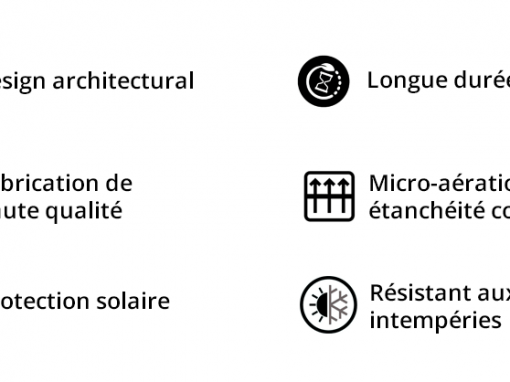 esign architectural
Longue durée
brication de
ute qualité
Micro-aératio
étanchéité co
otection solaire
Résistant aux
intempéries